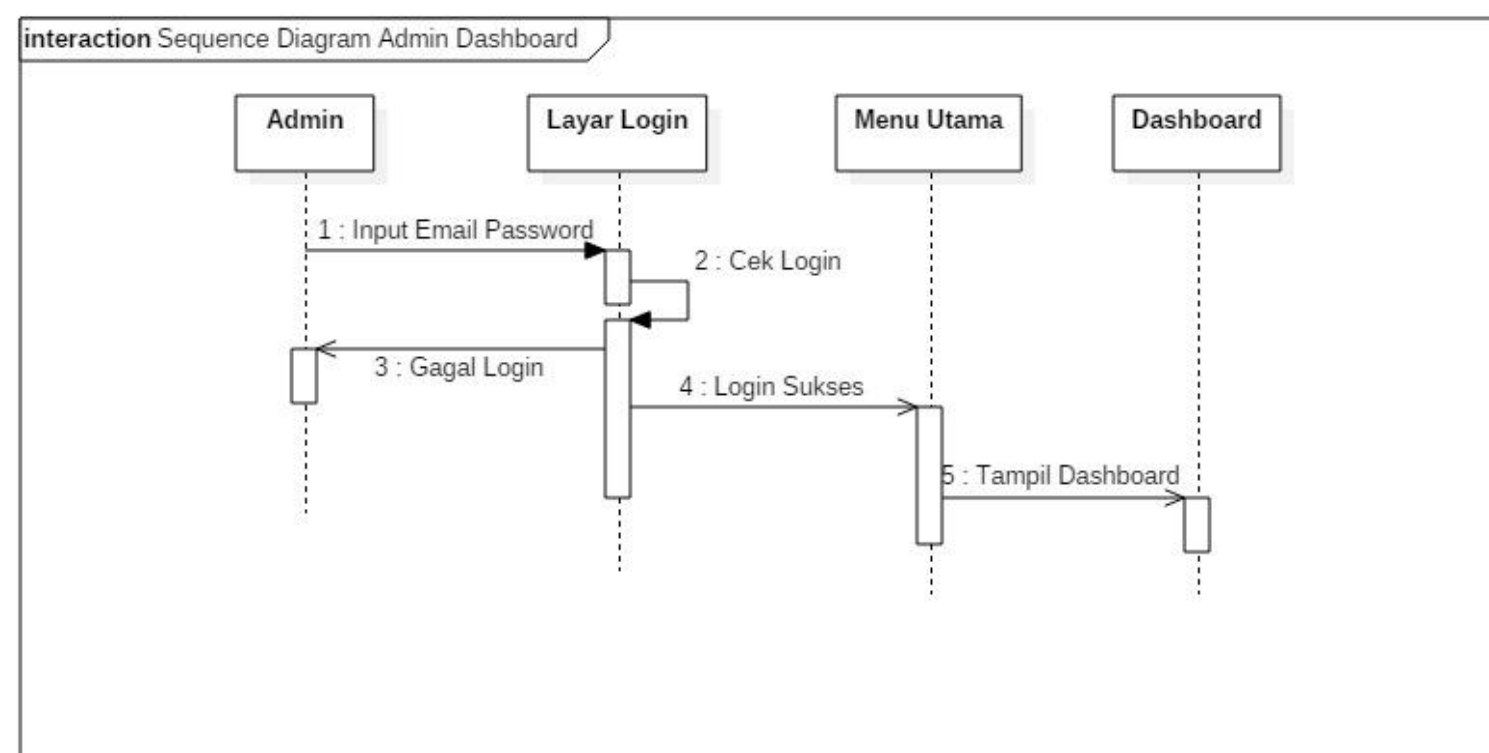 interaction Sequence Diagram Admin Dashboard
Admin
Layar Login
Menu Utama
Dashboard
1 : Input Email Password
2 : Cek Login
3 : Gagal Login
4 : Login Sukses
5 : Tampil Dashboard